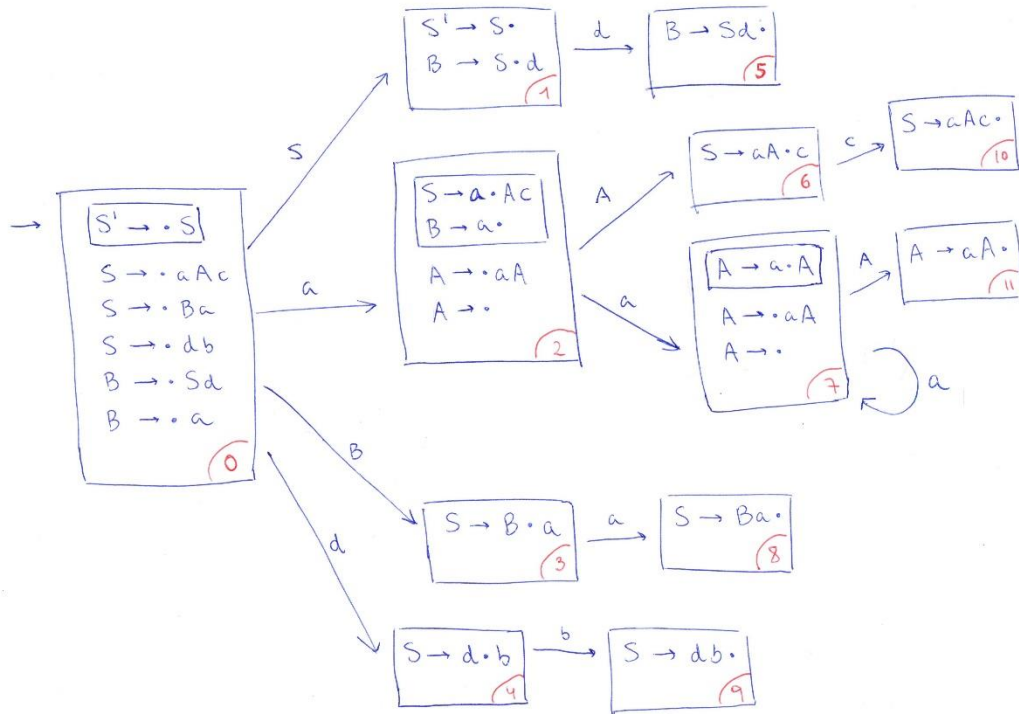 S' → · S
S → · aAc
S → · Ba
S → · db
B → · Sd
B → · a
0
S
a
B
d
S' → S·
B → S·d
1
d
B → Sd·
5
S → a·Ac
B → a·
A → ·aA
A → ·
2
A
a
S → aA·c
6
c
S → aAc·
10
A → a·A
A → ·aA
A → ·
7
A
a
A → aA·
11
S → B·a
3
a
S → Ba·
8
S → d·b
4
b
S → db·
9